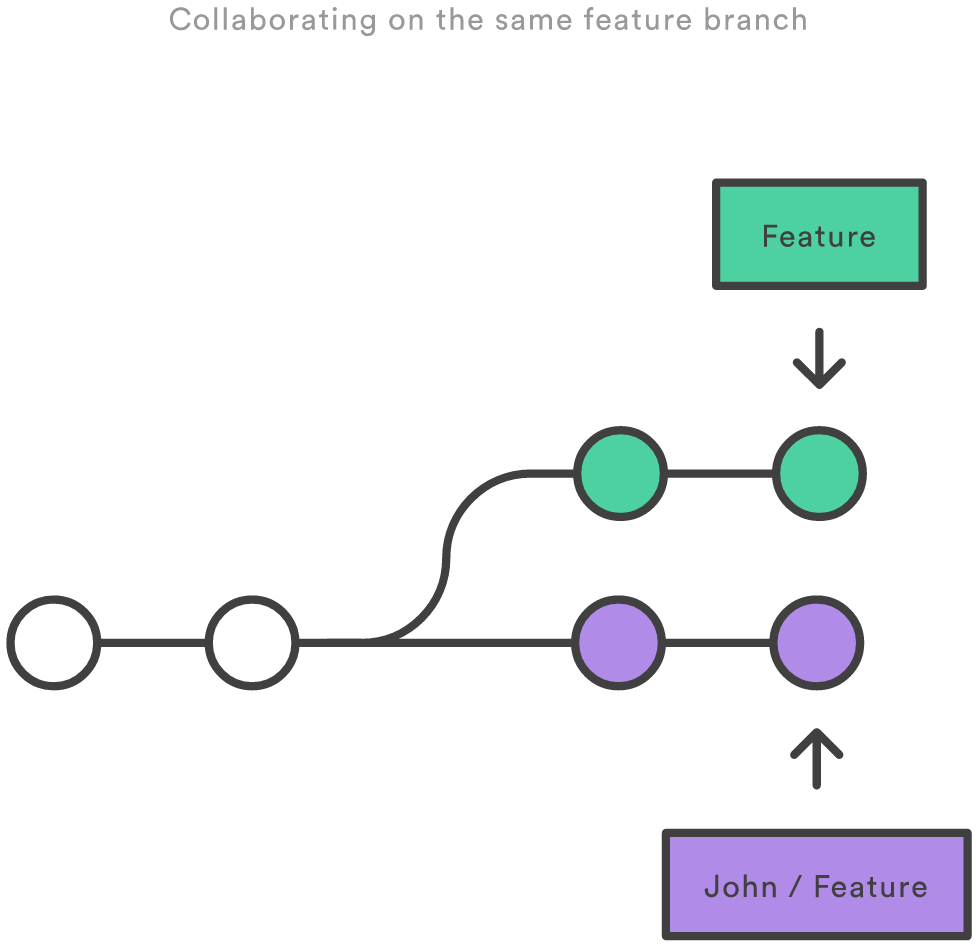 Collaborating on the same feature branch
Feature
John / Feature